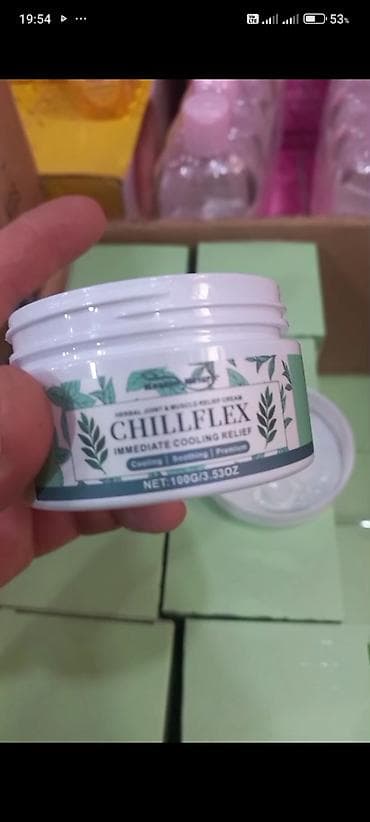 19:54
53%
HERBAL JOINT & MUSCLE RELIEF CREAM
CHILLFLEX
IMMEDIATE COOLING RELIEF
Cooling | Soothing | Premium
NET:100G/3.53OZ